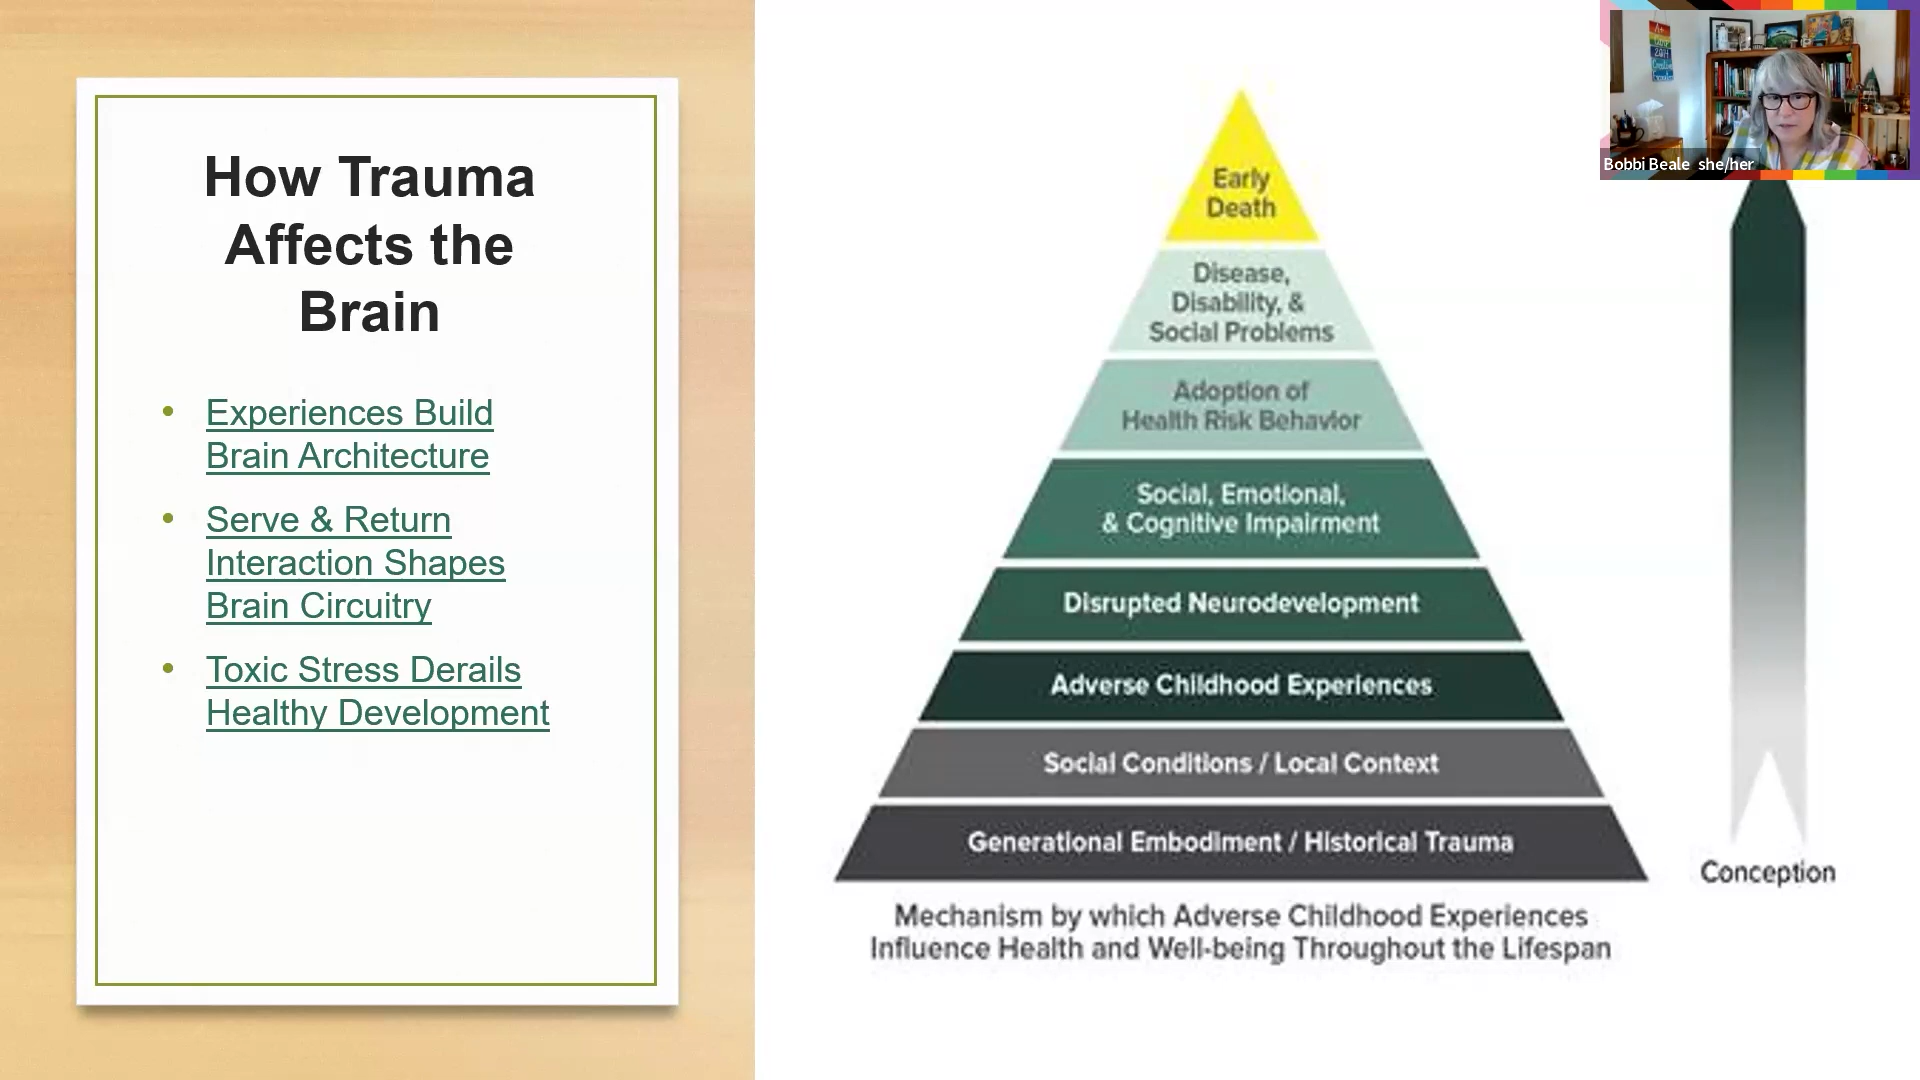 How Trauma
Affects the
Brain
• Experiences Build
Brain Architecture
• Serve & Return
Interaction Shapes
Brain Circuitry
• Toxic Stress Derails
Healthy Development
Early
Death
Disease,
Disability, &
Social Problems
Adoption of
Health Risk Behavior
Social, Emotional,
& Cognitive Impairment
Disrupted Neurodevelopment
Adverse Childhood Experiences
Social Conditions / Local Context
Generational Embodiment / Historical Trauma
Mechanism by which Adverse Childhood Experiences
Influence Health and Well-being Throughout the Lifespan
Conception
Bobbi Beale she/her